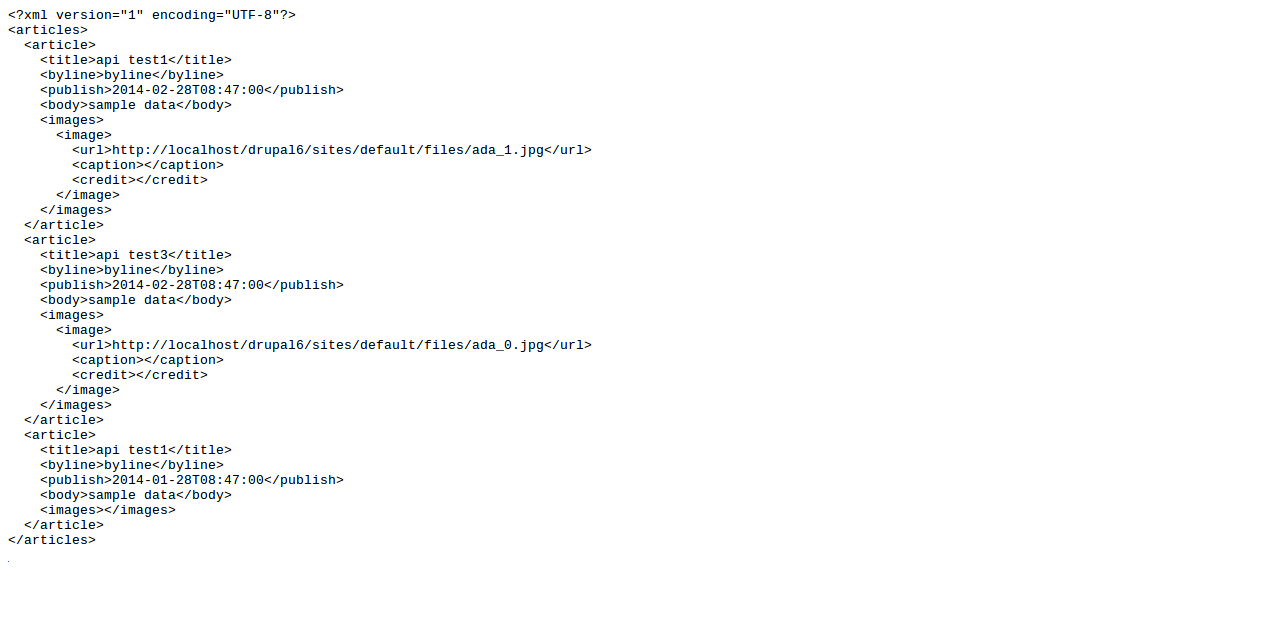 <?xml version="1" encoding="UTF-8"?>
<articles>
  <article>
    <title>api test1</title>
    <byline>byline</byline>
    <publish>2014-02-28T08:47:00</publish>
    <body>sample data</body>
    <images>
      <image>
        <url>http://localhost/drupal6/sites/default/files/ada_1.jpg</url>
        <caption></caption>
        <credit></credit>
      </image>
    </images>
  </article>
  <article>
    <title>api test3</title>
    <byline>byline</byline>
    <publish>2014-02-28T08:47:00</publish>
    <body>sample data</body>
    <images>
      <image>
        <url>http://localhost/drupal6/sites/default/files/ada_0.jpg</url>
        <caption></caption>
        <credit></credit>
      </image>
    </images>
  </article>
  <article>
    <title>api test1</title>
    <byline>byline</byline>
    <publish>2014-01-28T08:47:00</publish>
    <body>sample data</body>
    <images></images>
  </article>
</articles>